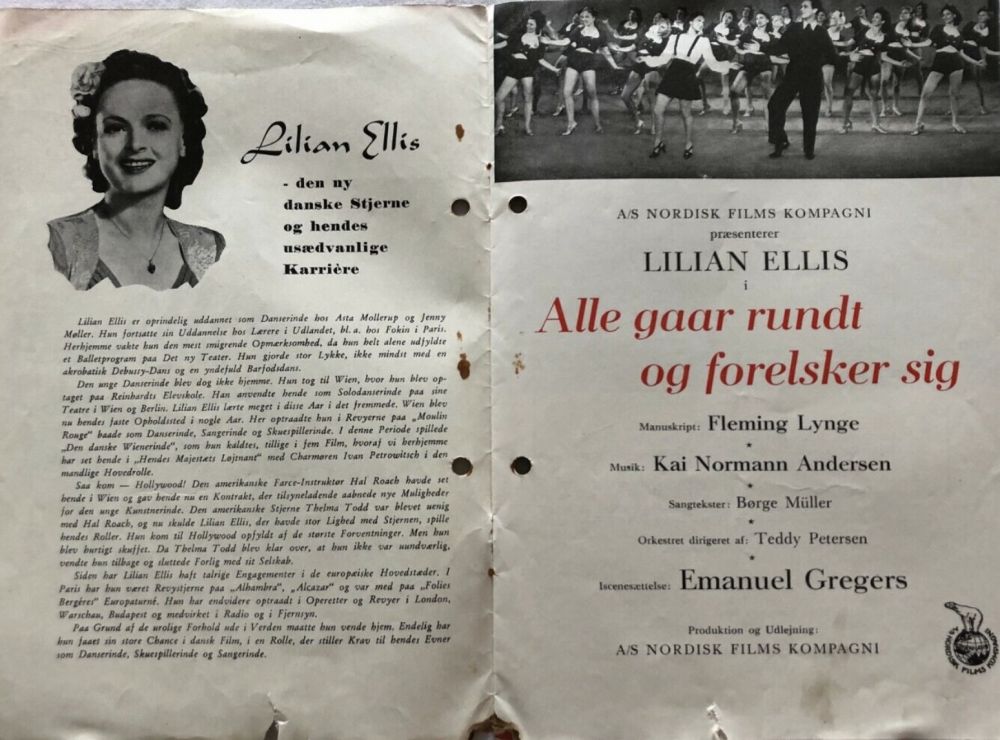 Lilian Ellis
- den ny
danske Stjerne
og hendes
usædvanlige
Karrière
Lilian Ellis er oprindelig uddannet som Danserinde hos Asta Mollerup og Jenny
Møller. Hun fortsatte sin Uddannelse hos Lærere i Udlandet, bl. a. hos Fokin i Paris.
Herhjemme vakte hun den mest smigrende Opmærksomhed, da hun helt alene udfyldte
et Balletprogram paa Det ny Teater. Hun gjorde stor Lykke, ikke mindst med en
akrobatisk Debussy-Dans og en yndefuld Barfodsdans.
Den unge Danserinde blev dog ikke hjemme. Hun tog til Wien, hvor hun blev op-
taget paa Reinhardts Elevskole. Han anvendte hende som Solodanserinde paa sine
Teatre i Wien og Berlin. Lilian Ellis lærte meget i disse Aar i det fremmede. Wien blev
nu hendes faste Opholdssted i nogle Aar. Her optraadte hun i Revyerne paa „Moulin
Rouge" baade som Danserinde, Sangerinde og Skuespillerinde. I denne Periode spillede
„Den danske Wienerinde", som hun kaldtes, tillige i fem Film, hvoraf vi herhjemme
har set hende i „Hendes Majestæts Løjtnant" med Charmøren Ivan Petrowitsch i den
mandlige Hovedrolle.
Saa kom — Hollywood! Den amerikanske Farce-Instruktør Hal Roach havde set
hende i Wien og gav hende nu en Kontrakt, der tilsyneladende aabnede nye Muligheder
for den unge Kunstnerinde. Den amerikanske Stjerne Thelma Todd var blevet uenig
med Hal Roach, og nu skulde Lilian Ellis, der havde stor Lighed med Stjernen, spille
hendes Roller. Hun kom til Hollywood opfyldt af de største Forventninger. Men hun
blev hurtigt skuffet. Da Thelma Todd blev klar over, at hun ikke var uundværlig,
vendte hun tilbage og sluttede Forlig med sit Selskab.
Siden har Lilian Ellis haft talrige Engagementer i de europæiske Hovedstæder. I
Paris har hun været Revystjerne paa „Alhambra", „Alcazar" og var med paa „Folies
Bergéres" Europaturné. Hun har endvidere optraadt i Operetter og Revyer i London,
Warschau, Budapest og medvirket i Radio og i Fjernsyn.
Paa Grund af de urolige Forhold ude i Verden maatte hun vende hjem. Endelig har
hun faaet sin store Chance i dansk Film, i en Rolle, der stiller Krav til hendes Evner
som Danserinde, Skuespillerinde og Sangerinde.
A/S NORDISK FILMS KOMPAGNI
præsenterer
LILIAN ELLIS
i
Alle gaar rundt
og forelsker sig
Manuskript: Fleming Lynge
*
Musik: Kai Normann Andersen
*
Sangtekster: Børge Müller
*
Orkestret dirigeret af: Teddy Petersen
*
Iscenesættelse: Emanuel Gregers
Produktion og Udlejning:
A/S NORDISK FILMS KOMPAGNI
A/S NORDISK FILMS KOMPAGNI